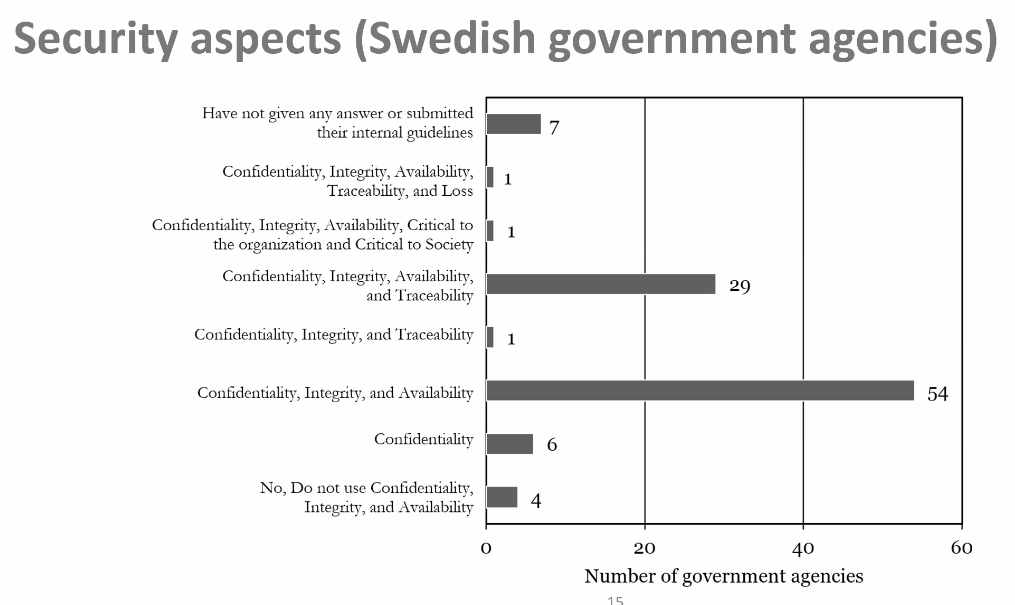 Security aspects (Swedish government agencies)
Have not given any answer or submitted
their internal guidelines
7
Confidentiality, Integrity, Availability,
Traceability, and Loss
1
Confidentiality, Integrity, Availability, Critical to
the organization and Critical to Society
1
Confidentiality, Integrity, Availability,
and Traceability
29
Confidentiality, Integrity, and Traceability
1
Confidentiality, Integrity, and Availability
54
Confidentiality
6
No, Do not use Confidentiality,
Integrity, and Availability
4
0 20 40 60
Number of government agencies
15